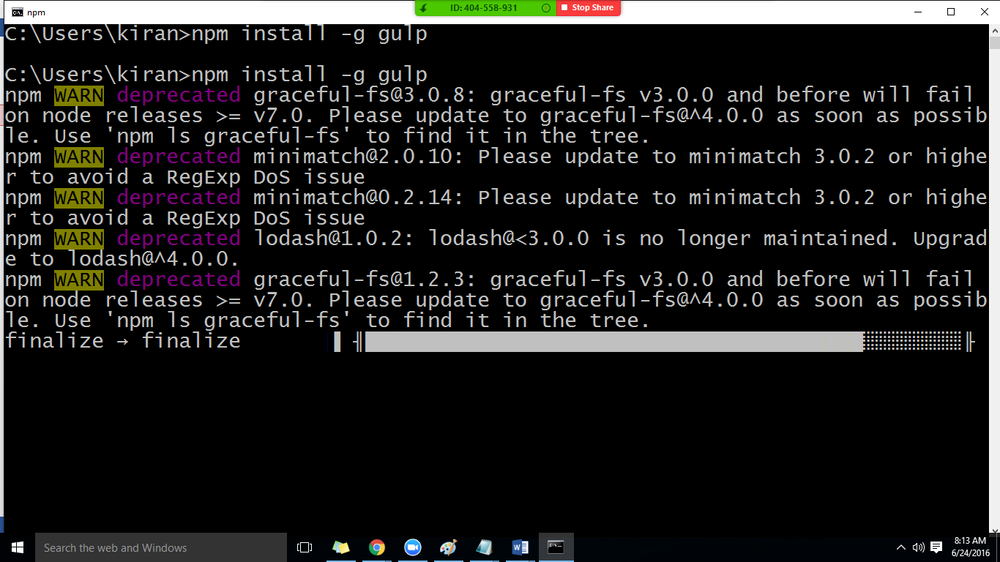 npm
ID: 404-558-931
Stop Share
C:\Users\kiran>npm install -g gulp
C:\Users\kiran>npm install -g gulp
npm WARN deprecated graceful-fs@3.0.8: graceful-fs v3.0.0 and before will fail
on node releases >= v7.0. Please update to graceful-fs@^4.0.0 as soon as possib
le. Use 'npm ls graceful-fs' to find it in the tree.
npm WARN deprecated minimatch@2.0.10: Please update to minimatch 3.0.2 or highe
r to avoid a RegExp DoS issue
npm WARN deprecated minimatch@0.2.14: Please update to minimatch 3.0.2 or highe
r to avoid a RegExp DoS issue
npm WARN deprecated lodash@1.0.2: lodash@<3.0.0 is no longer maintained. Upgrad
e to lodash@^4.0.0.
npm WARN deprecated graceful-fs@1.2.3: graceful-fs v3.0.0 and before will fail
on node releases >= v7.0. Please update to graceful-fs@^4.0.0 as soon as possib
le. Use 'npm ls graceful-fs' to find it in the tree.
finalize → finalize
Search the web and Windows
8:13 AM
6/24/2016